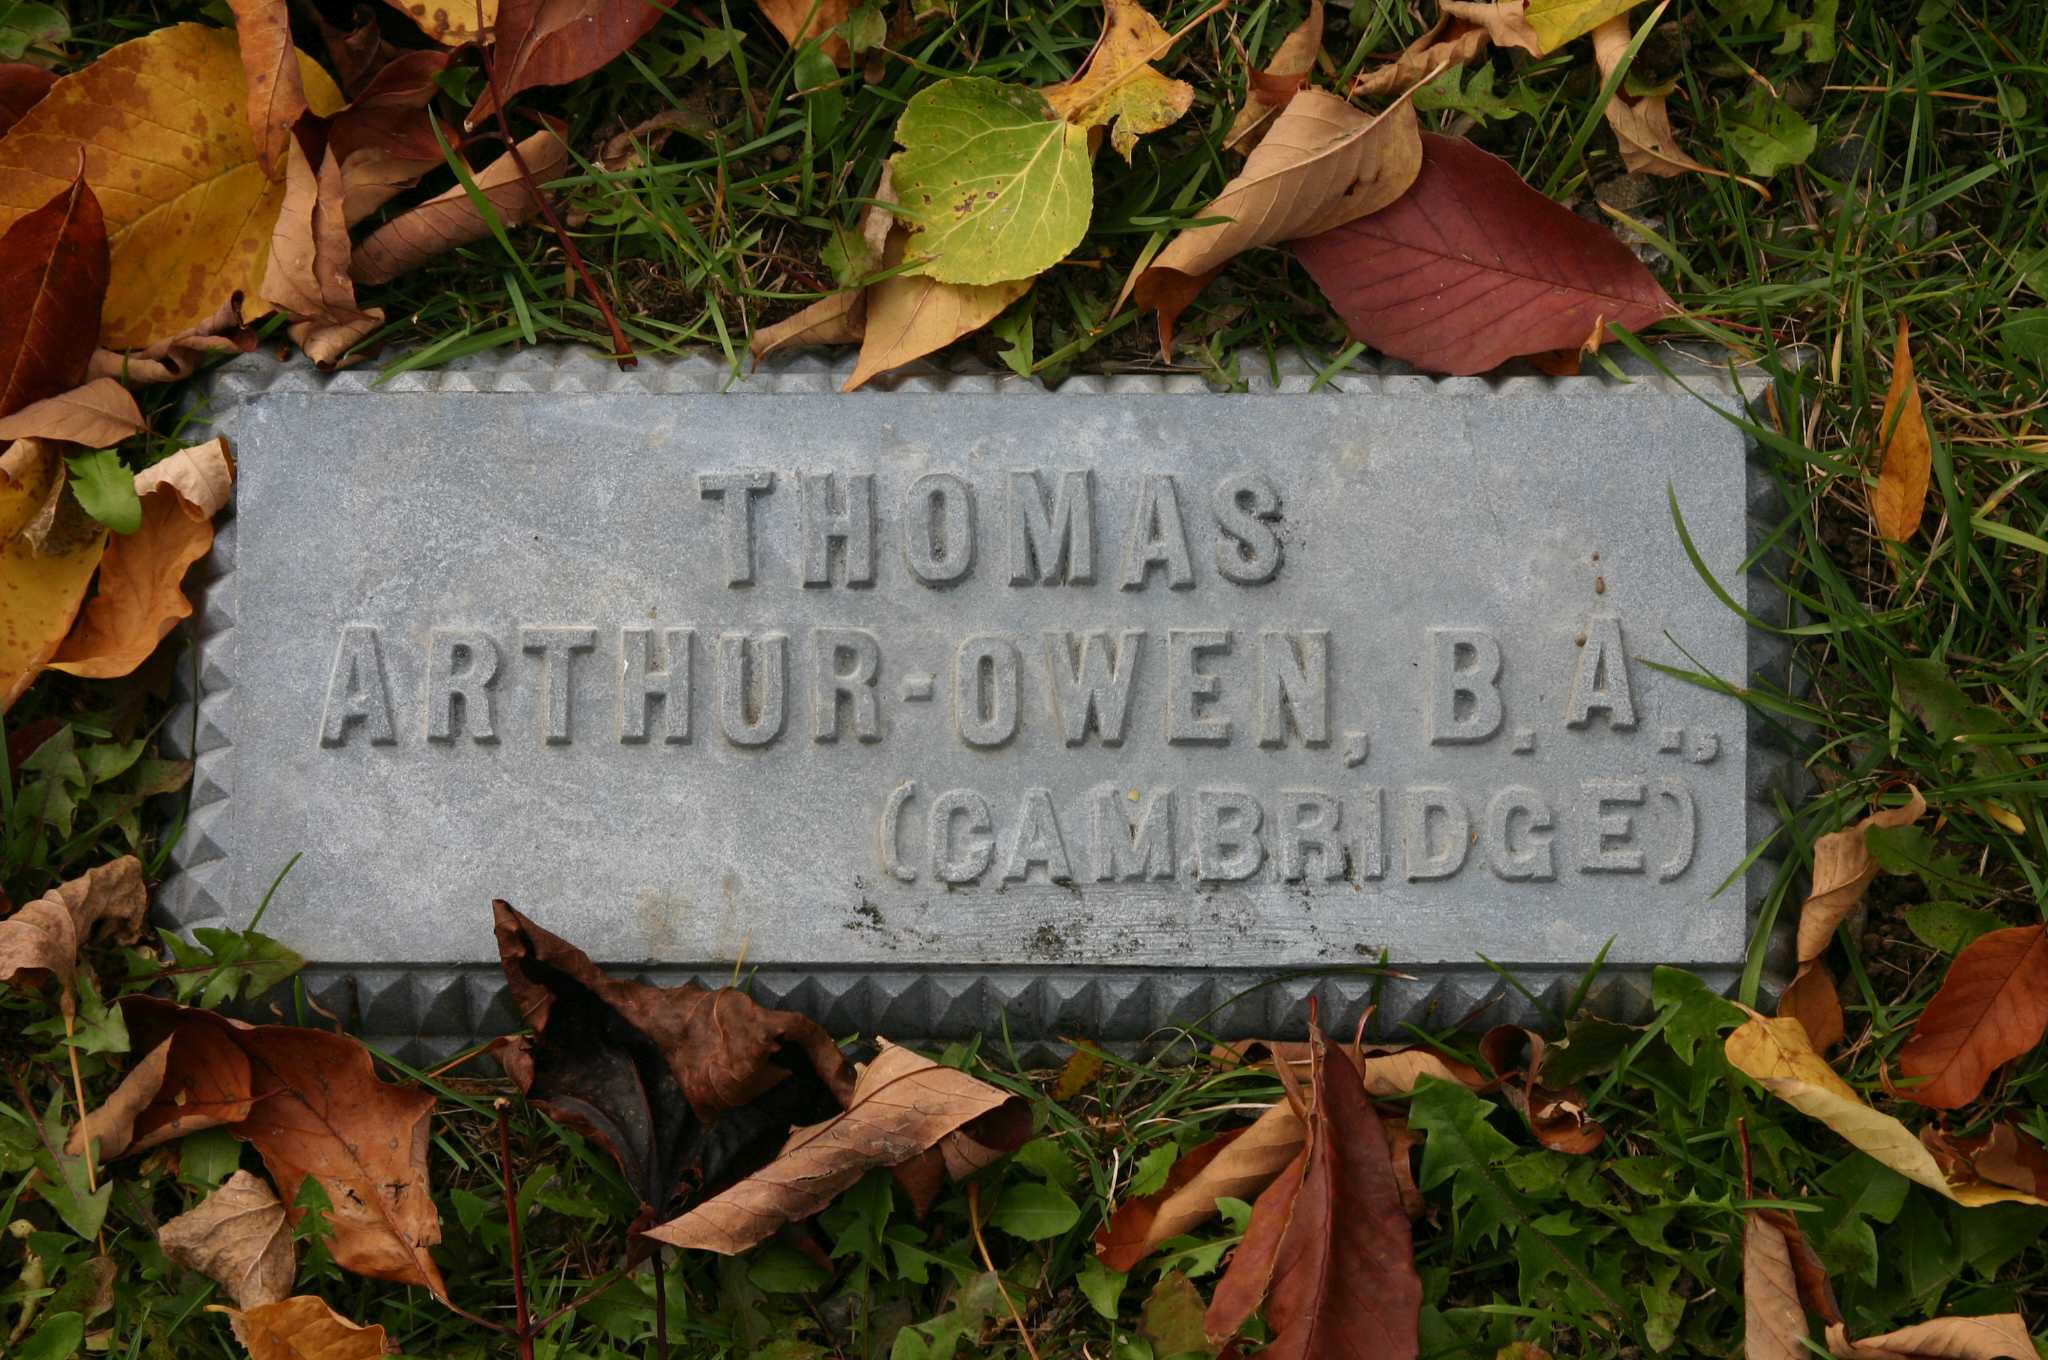 THOMAS
ARTHUR-OWEN, B.A.,
(CAMBRIDGE)